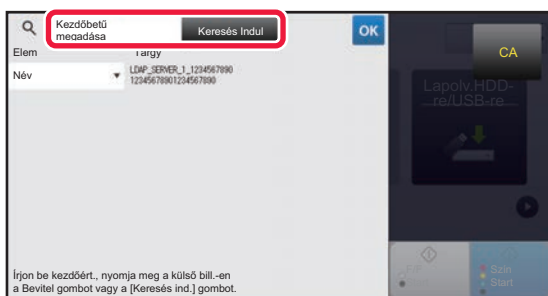 Kezdőbetű
megadása
Keresés Indul
OK
CA
Elem
Tárgy
Név
LDAP_SERVER_1_1234567890
12345678901234567890
Lapolv.HDD-
re/USB-re
Írjon be kezdőért., nyomja meg a külső bill.-en
a Bevitel gombot vagy a [Keresés ind.] gombot.
Szín
Start